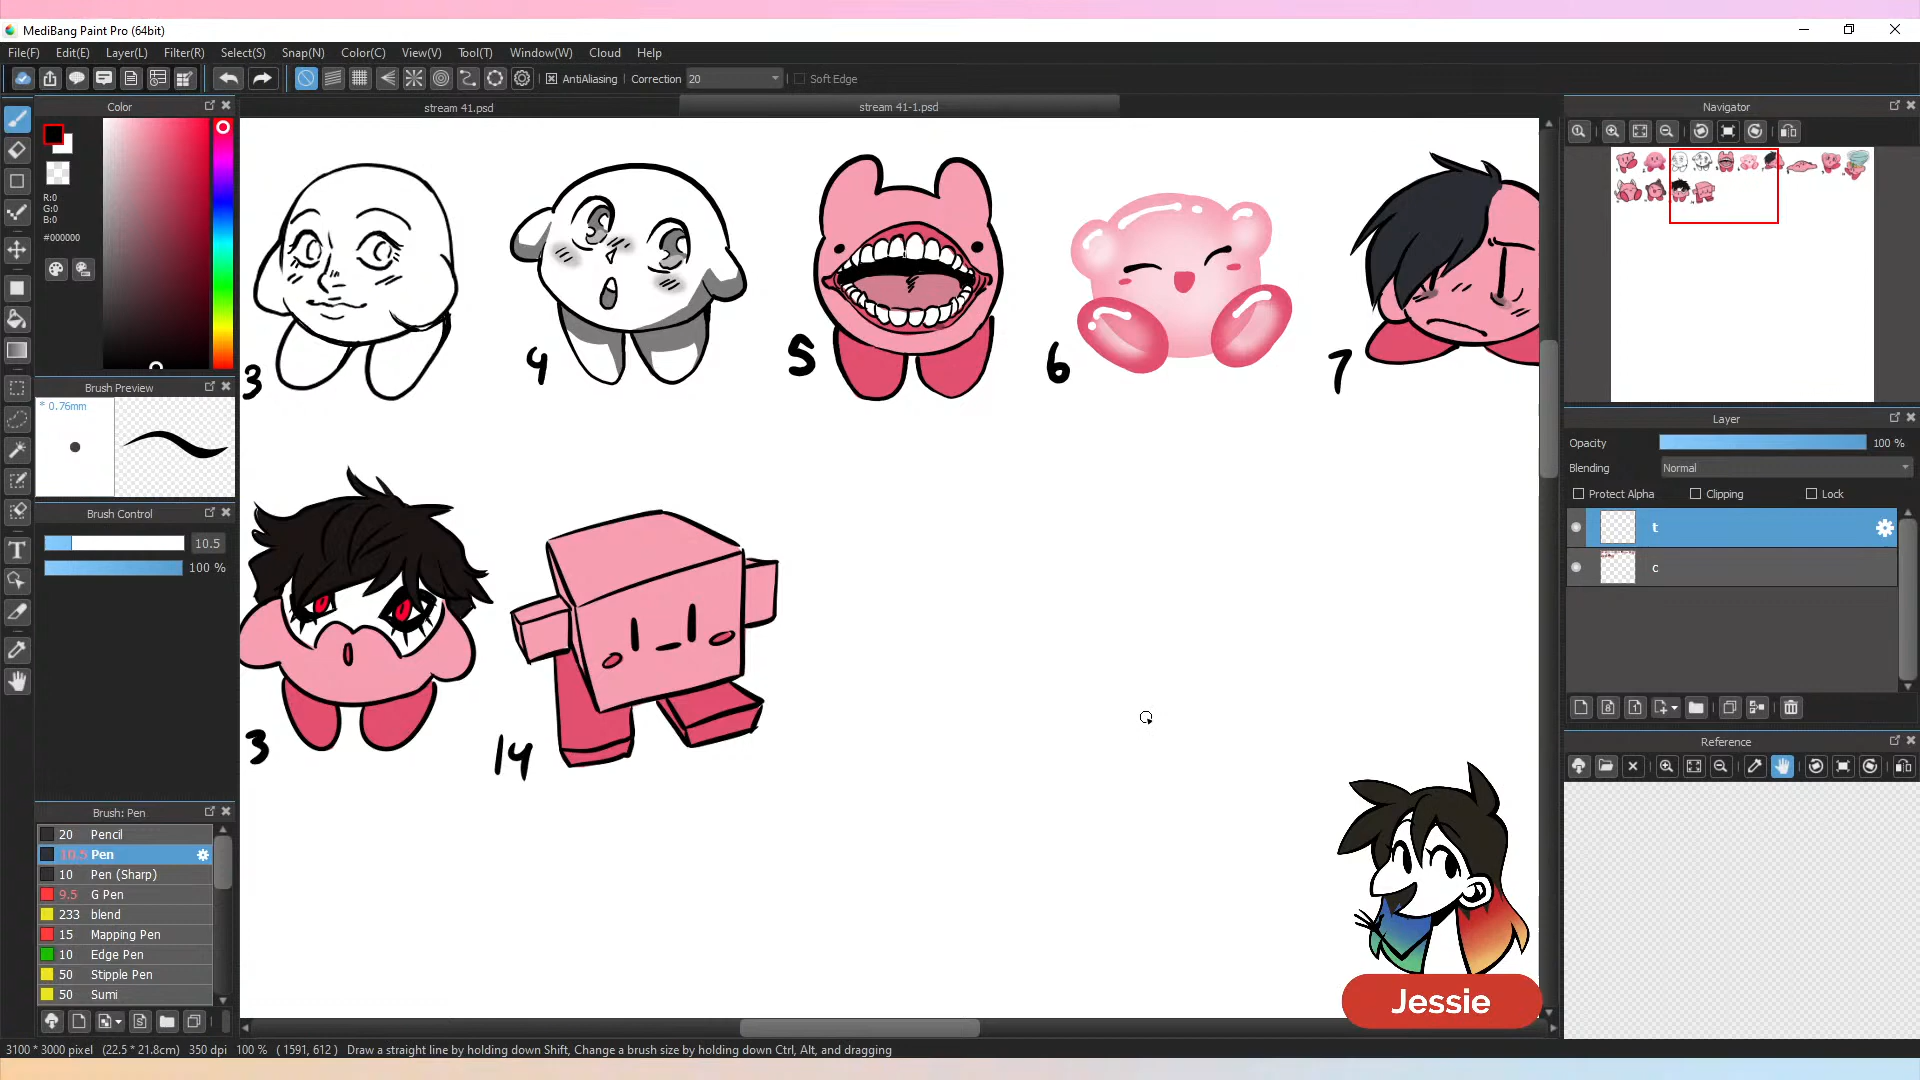 MediBang Paint Pro (64bit)
File(F) Edit(E) Layer(L) Filter(R) Select(S) Snap(N) Color(C) View(V) Tool(T) Window(W) Cloud Help
AntiAliasing Correction 20 Soft Edge
Color
stream 41.psd stream 41-1.psd
Navigator
R:0
G:0
B:0
#000000
Brush Preview
* 0.76mm
Brush Control
10.5
100 %
Brush: Pen
20 Pencil
10.5 Pen
10 Pen (Sharp)
9.5 G Pen
233 blend
15 Mapping Pen
10 Edge Pen
50 Stipple Pen
50 Sumi
3 4 5 6 7
3 14
Jessie
Layer
Opacity 100 %
Blending Normal
Protect Alpha Clipping Lock
t
c
Reference
3100 * 3000 pixel (22.5 * 21.8cm) 350 dpi 100 % ( 1591, 612 ) Draw a straight line by holding down Shift, Change a brush size by holding down Ctrl, Alt, and dragging